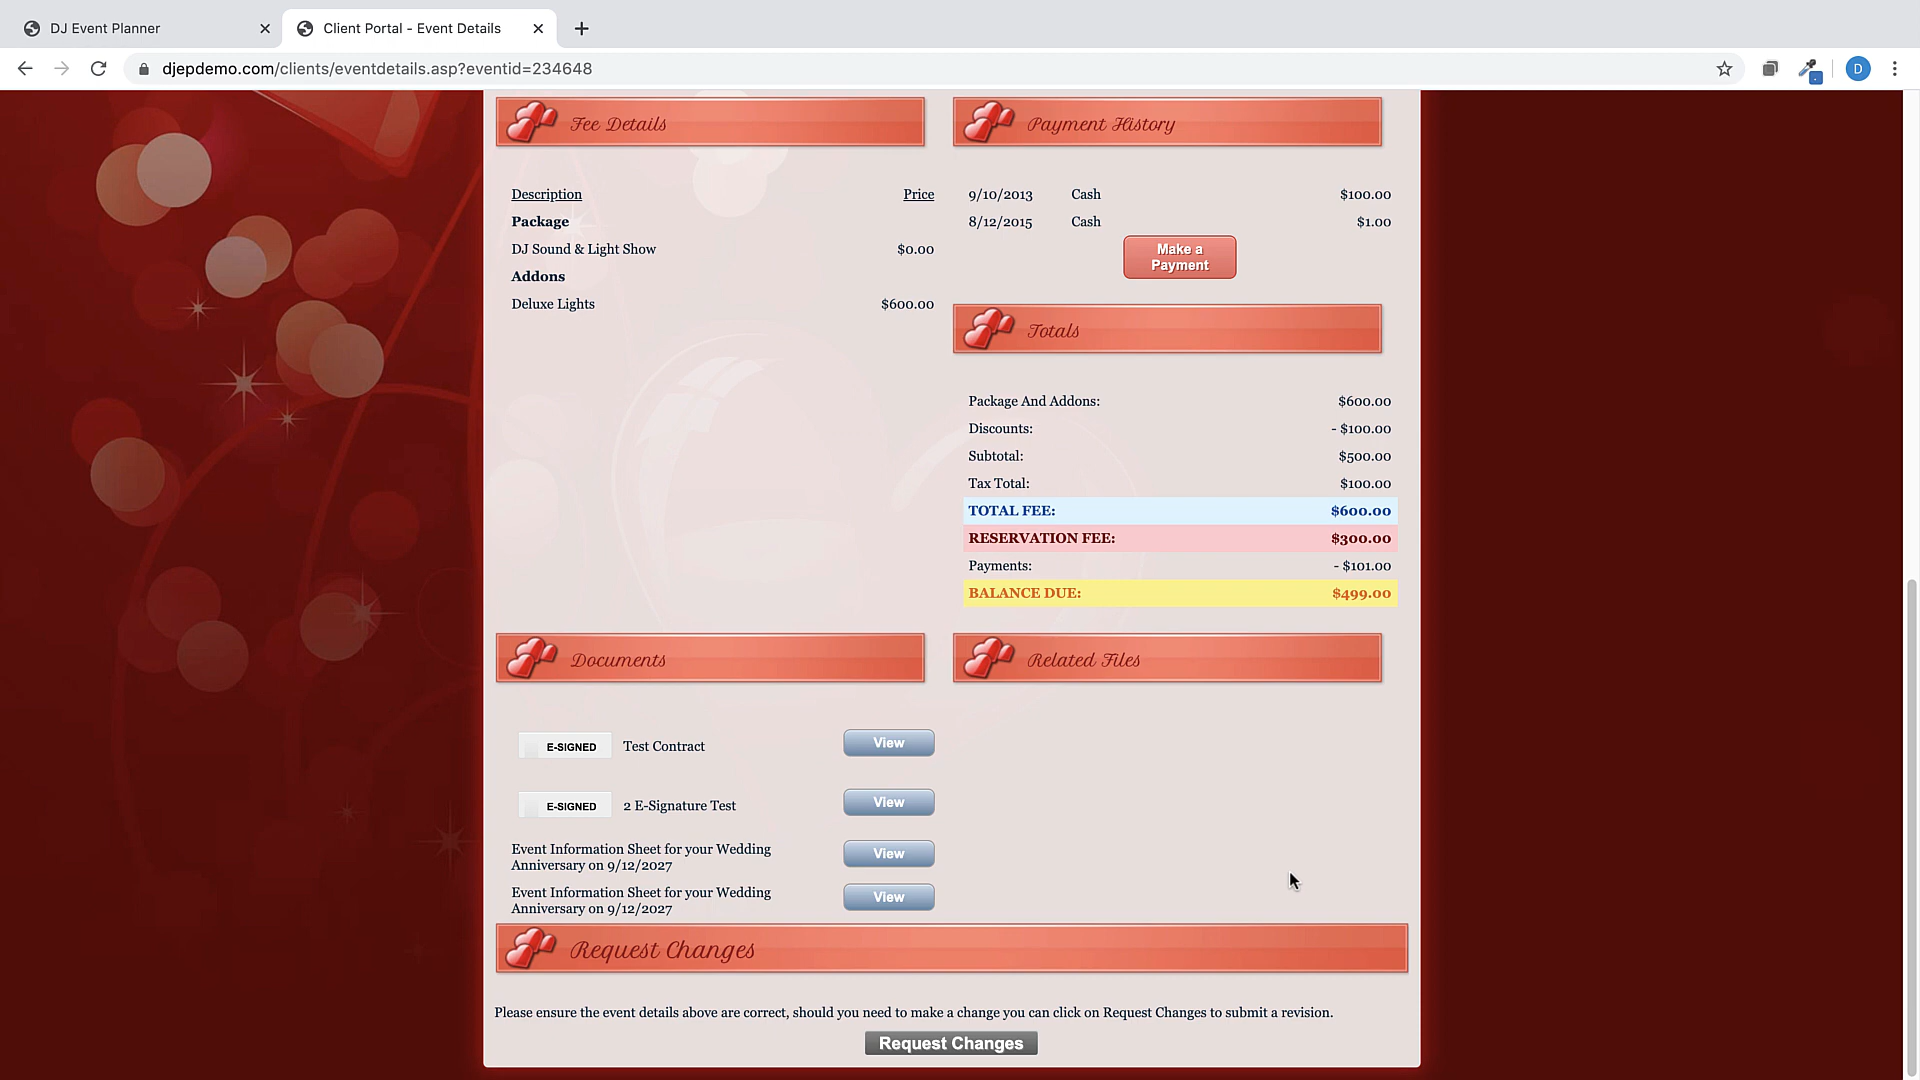 DJ Event Planner
Client Portal - Event Details
djepdemo.com/clients/eventdetails.asp?eventid=234648
D
Fee Details
Description Price
Package
DJ Sound & Light Show $0.00
Addons
Deluxe Lights $600.00
Payment History
9/10/2013 Cash $100.00
8/12/2015 Cash $1.00
Make a
Payment
Totals
Package And Addons: $600.00
Discounts: - $100.00
Subtotal: $500.00
Tax Total: $100.00
TOTAL FEE: $600.00
RESERVATION FEE: $300.00
Payments: - $101.00
BALANCE DUE: $499.00
Documents
E-SIGNED Test Contract View
E-SIGNED 2 E-Signature Test View
Event Information Sheet for your Wedding
Anniversary on 9/12/2027 View
Event Information Sheet for your Wedding
Anniversary on 9/12/2027 View
Related Files
Request Changes
Please ensure the event details above are correct, should you need to make a change you can click on Request Changes to submit a revision.
Request Changes